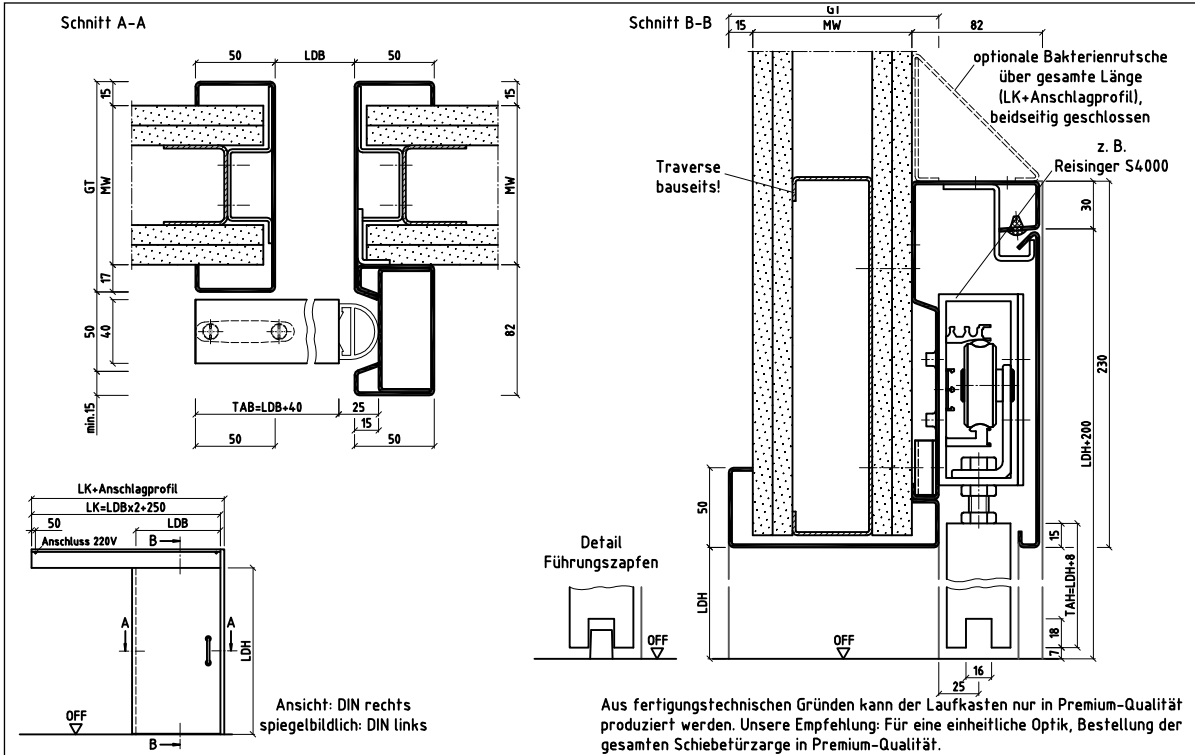 Schnitt A-A
50
LDB
50
15
GT
MW
17
50
40
min.15
15
MW
82
TAB=LDB+40
25
15
50
50
Schnitt B-B
GT
15
MW
82
optionale Bakterienrutsche
über gesamte Länge
(LK+Anschlagprofil),
beidseitig geschlossen
z. B.
Reisinger S4000
Traverse
bauseits!
30
230
LDH+200
50
15
LDH
TAH=LDH+8
18
7
16
25
OFF
Detail
Führungszapfen
OFF
LK+Anschlagprofil
LK=LDBx2+250
50
LDB
Anschluss 220V
B
A
A
LDH
OFF
B
Ansicht: DIN rechts
spiegelbildlich: DIN links
Aus fertigungstechnischen Gründen kann der Laufkasten nur in Premium-Qualität
produziert werden. Unsere Empfehlung: Für eine einheitliche Optik, Bestellung der
gesamten Schiebetürzarge in Premium-Qualität.